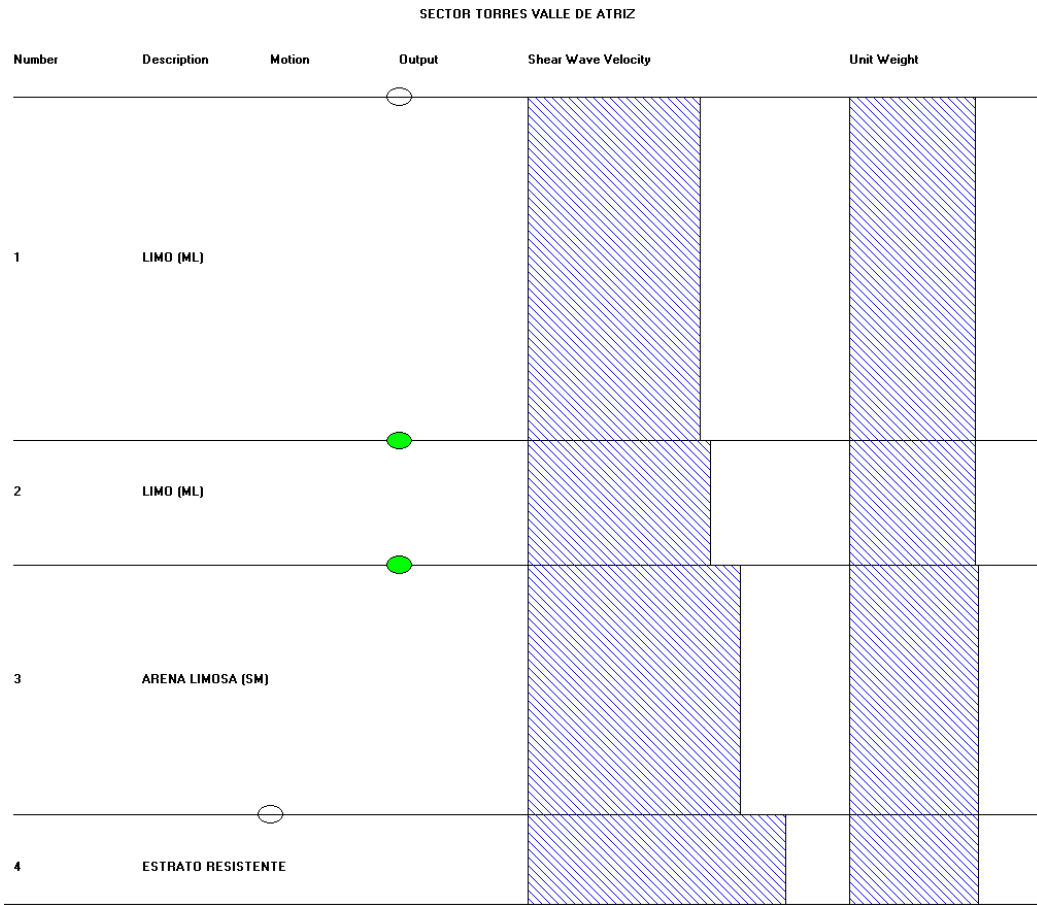 SECTOR TORRES VALLE DE ATRIZ
Number Description Motion Output Shear Wave Velocity Unit Weight
1 LIMO (ML)
2 LIMO (ML)
3 ARENA LIMOSA (SM)
4 ESTRATO RESISTENTE